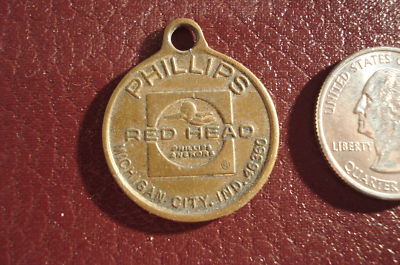 PHILLIPS
RED HEAD
PHILLIPS
ANCHORS
®
MICHIGAN CITY, IND. 46360
UNITED STATES OF
LIBERTY
QUARTER